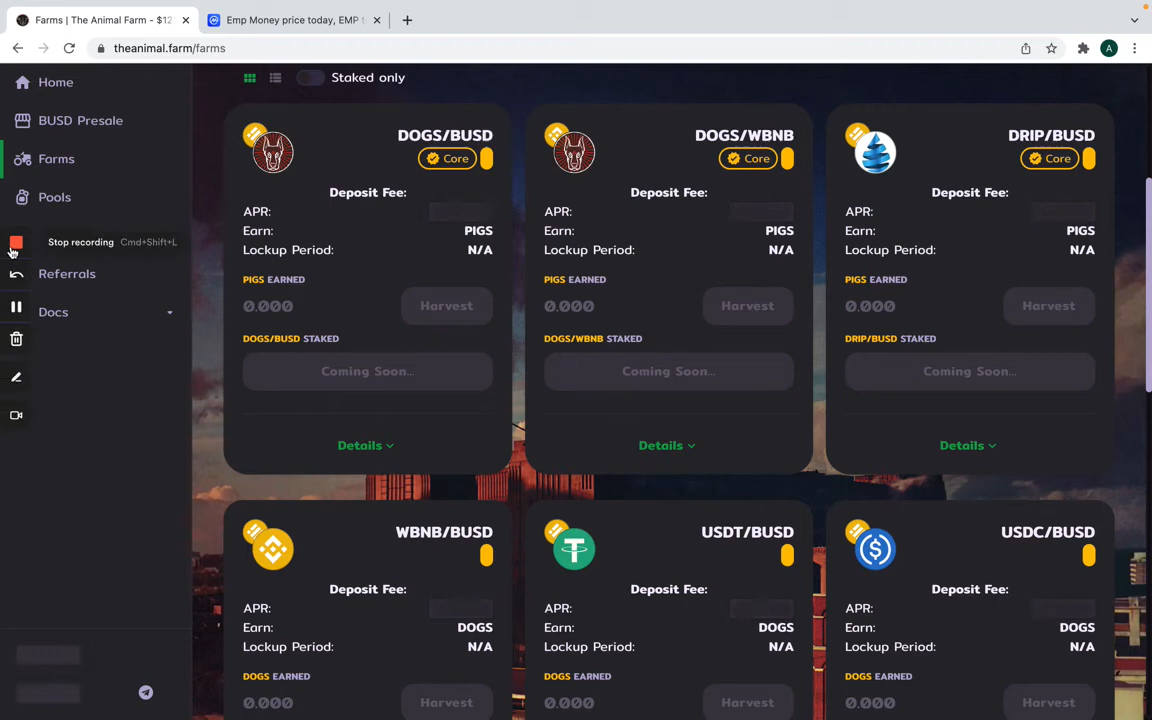 Farms | The Animal Farm - $12
Emp Money price today, EMP t
theanimal.farm/farms
A
Home
BUSD Presale
Farms
Pools
Stop recording Cmd+Shift+L
Referrals
Docs
Staked only
DOGS/BUSD
Core
Deposit Fee:
APR:
Earn: PIGS
Lockup Period: N/A
PIGS EARNED
0.000 Harvest
DOGS/BUSD STAKED
Coming Soon...
Details
DOGS/WBNB
Core
Deposit Fee:
APR:
Earn: PIGS
Lockup Period: N/A
PIGS EARNED
0.000 Harvest
DOGS/WBNB STAKED
Coming Soon...
Details
DRIP/BUSD
Core
Deposit Fee:
APR:
Earn: PIGS
Lockup Period: N/A
PIGS EARNED
0.000 Harvest
DRIP/BUSD STAKED
Coming Soon...
Details
WBNB/BUSD
Deposit Fee:
APR:
Earn: DOGS
Lockup Period: N/A
DOGS EARNED
0.000 Harvest
USDT/BUSD
Deposit Fee:
APR:
Earn: DOGS
Lockup Period: N/A
DOGS EARNED
0.000 Harvest
USDC/BUSD
Deposit Fee:
APR:
Earn: DOGS
Lockup Period: N/A
DOGS EARNED
0.000 Harvest